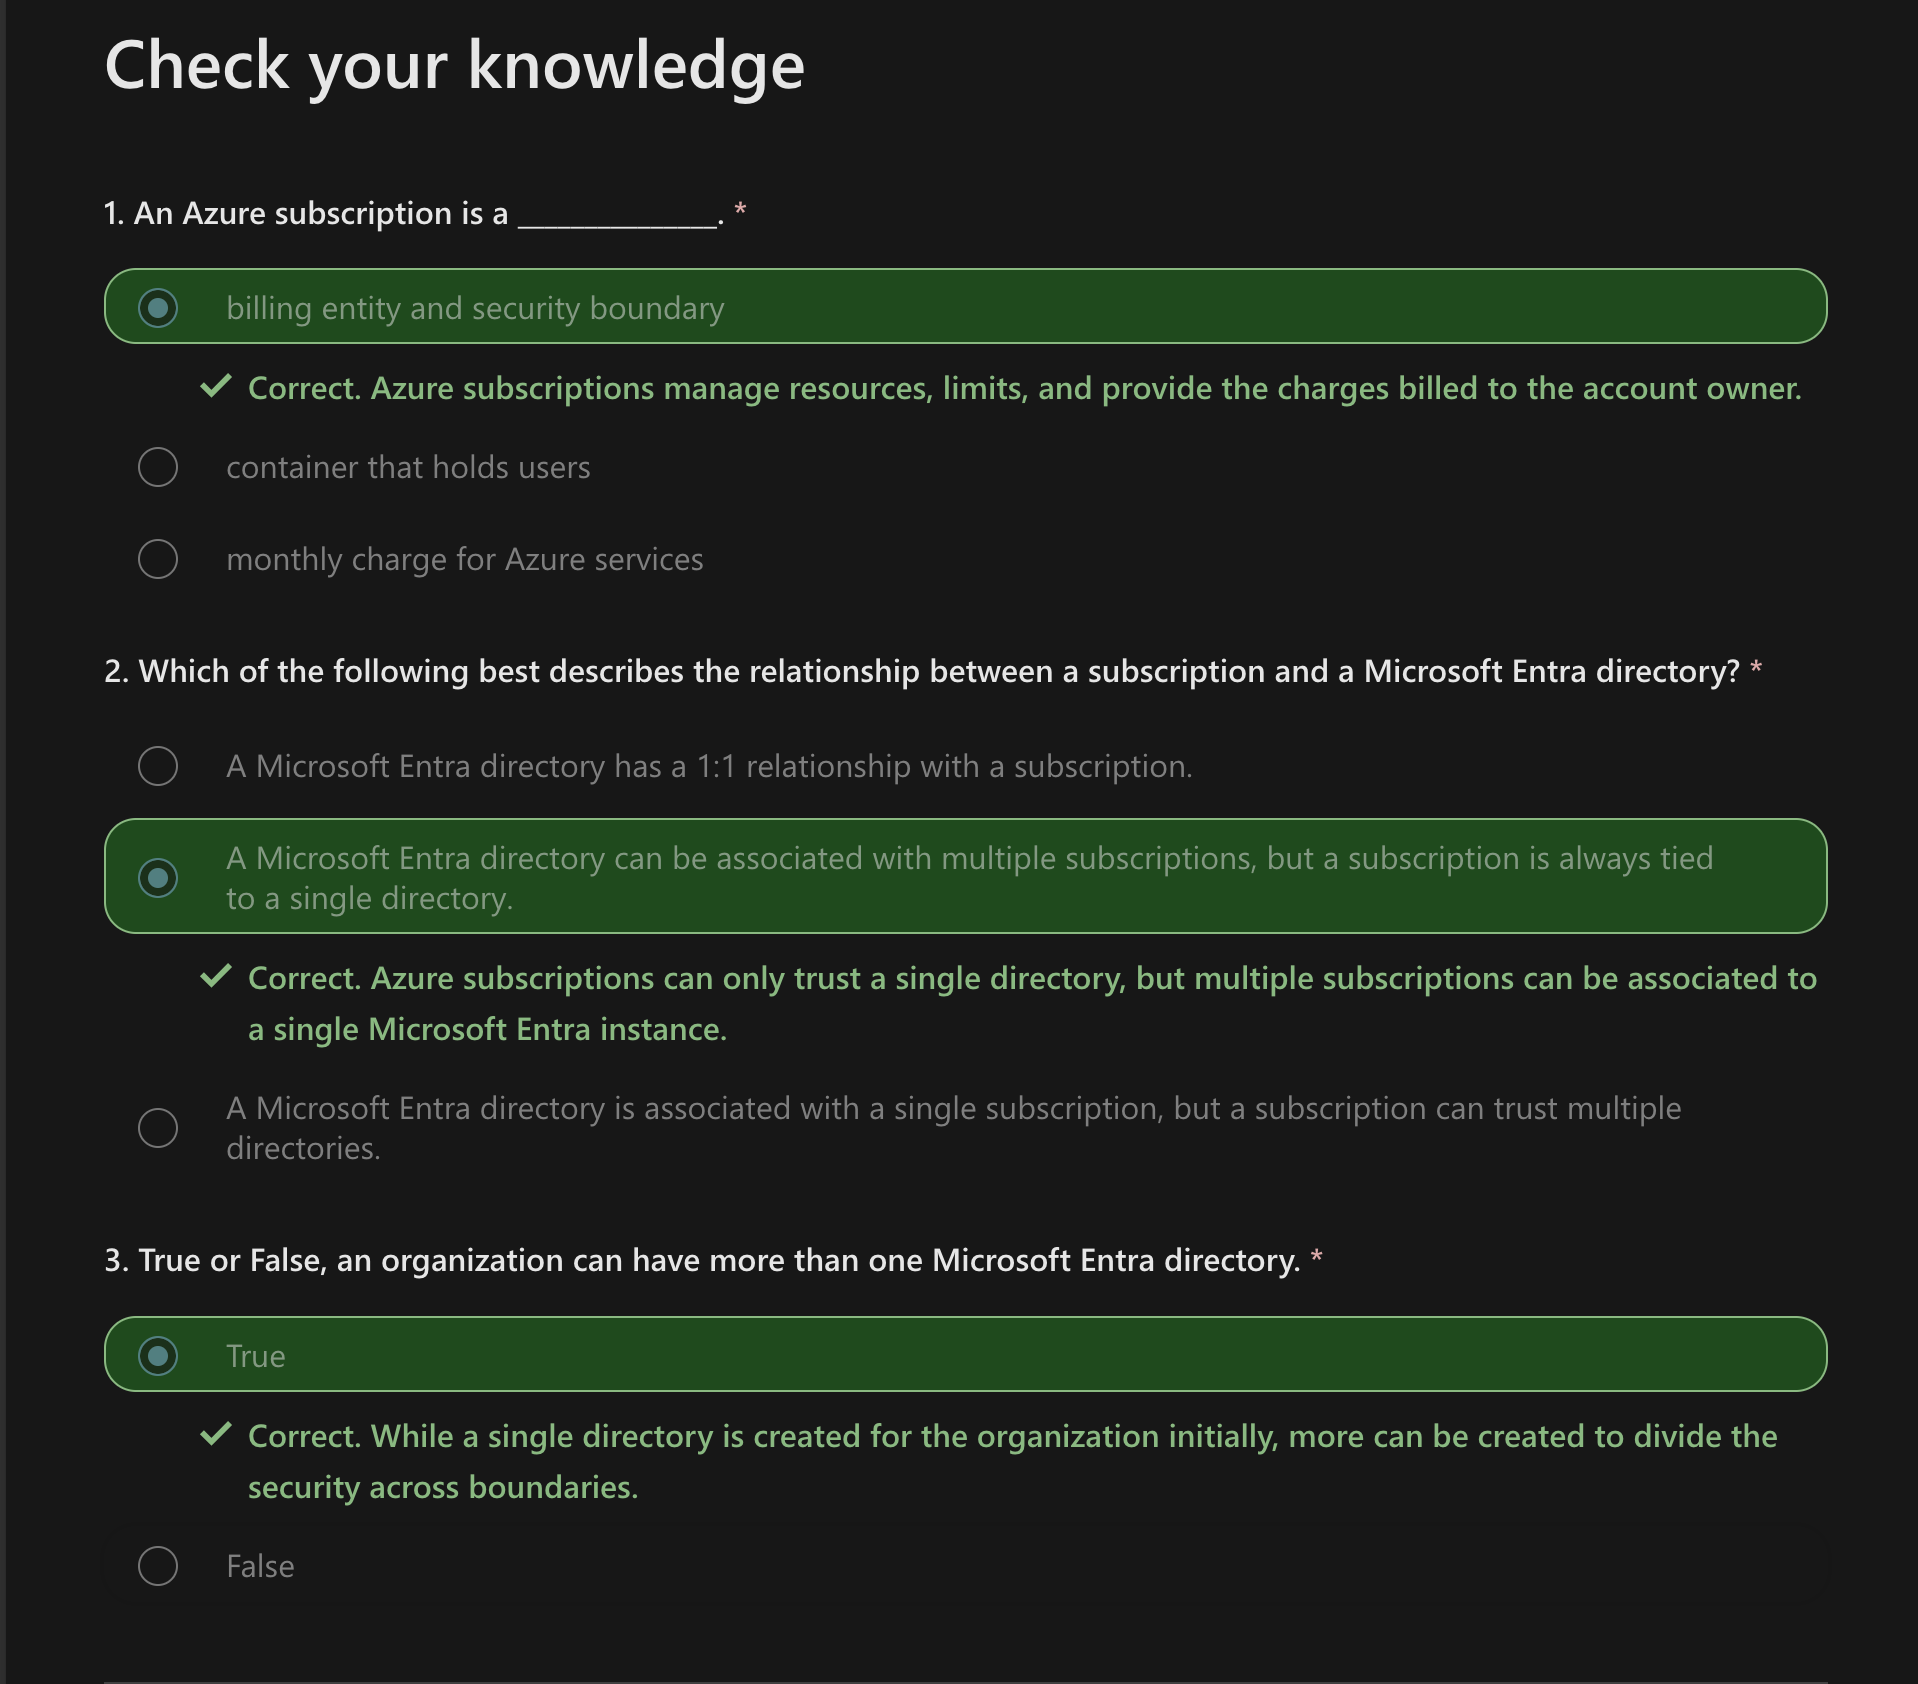 Check your knowledge
1. An Azure subscription is a _______________. *
billing entity and security boundary
Correct. Azure subscriptions manage resources, limits, and provide the charges billed to the account owner.
container that holds users
monthly charge for Azure services
2. Which of the following best describes the relationship between a subscription and a Microsoft Entra directory? *
A Microsoft Entra directory has a 1:1 relationship with a subscription.
A Microsoft Entra directory can be associated with multiple subscriptions, but a subscription is always tied
to a single directory.
Correct. Azure subscriptions can only trust a single directory, but multiple subscriptions can be associated to
a single Microsoft Entra instance.
A Microsoft Entra directory is associated with a single subscription, but a subscription can trust multiple
directories.
3. True or False, an organization can have more than one Microsoft Entra directory. *
True
Correct. While a single directory is created for the organization initially, more can be created to divide the
security across boundaries.
False